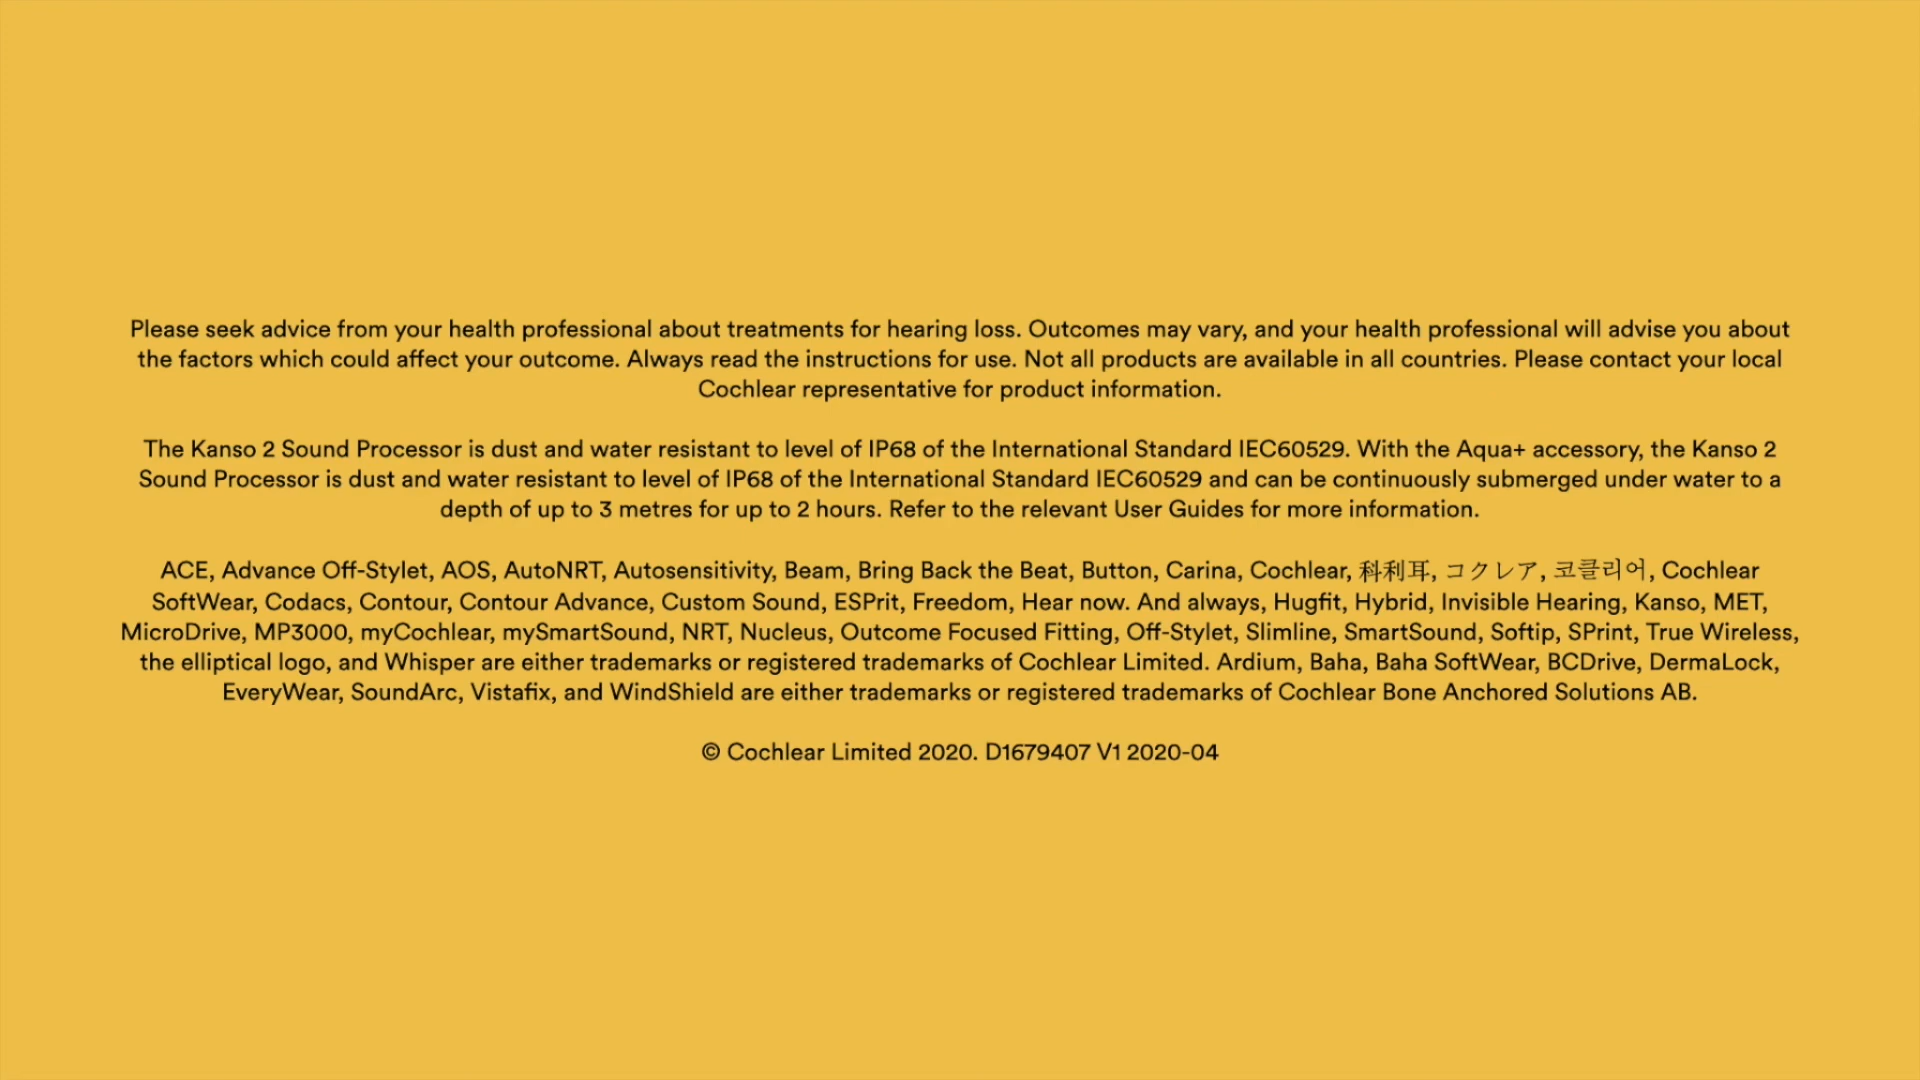 Please seek advice from your health professional about treatments for hearing loss. Outcomes may vary, and your health professional will advise you about
the factors which could affect your outcome. Always read the instructions for use. Not all products are available in all countries. Please contact your local
Cochlear representative for product information.
The Kanso 2 Sound Processor is dust and water resistant to level of IP68 of the International Standard IEC60529. With the Aqua+ accessory, the Kanso 2
Sound Processor is dust and water resistant to level of IP68 of the International Standard IEC60529 and can be continuously submerged under water to a
depth of up to 3 metres for up to 2 hours. Refer to the relevant User Guides for more information.
ACE, Advance Off-Stylet, AOS, AutoNRT, Autosensitivity, Beam, Bring Back the Beat, Button, Carina, Cochlear, 科利耳, コクレア, 코클리어, Cochlear
SoftWear, Codacs, Contour, Contour Advance, Custom Sound, ESPrit, Freedom, Hear now. And always, Hugfit, Hybrid, Invisible Hearing, Kanso, MET,
MicroDrive, MP3000, myCochlear, mySmartSound, NRT, Nucleus, Outcome Focused Fitting, Off-Stylet, Slimline, SmartSound, Softip, SPrint, True Wireless,
the elliptical logo, and Whisper are either trademarks or registered trademarks of Cochlear Limited. Ardium, Baha, Baha SoftWear, BCDrive, DermaLock,
EveryWear, SoundArc, Vistafix, and WindShield are either trademarks or registered trademarks of Cochlear Bone Anchored Solutions AB.
© Cochlear Limited 2020. D1679407 V1 2020-04